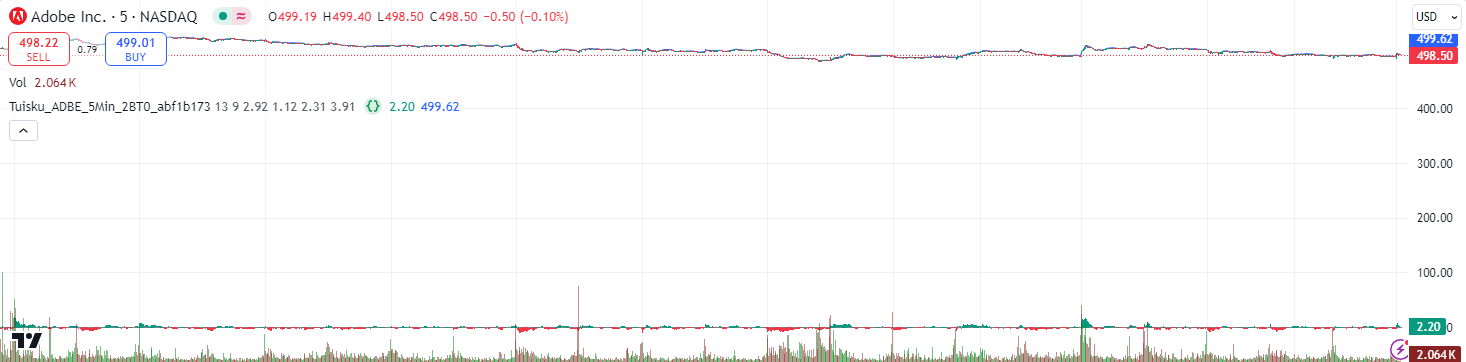 Adobe Inc. · 5 · NASDAQ O499.19 H499.40 L498.50 C498.50 −0.50 (−0.10%)
USD
498.22 SELL
0.79
499.01 BUY
499.62
498.50
Vol 2.064K
Tuisku_ADBE_5Min_2BT0_abf1b173 13 9 2.92 1.12 2.31 3.91 {} 2.20 499.62
400.00
300.00
200.00
100.00
2.20
2.064K